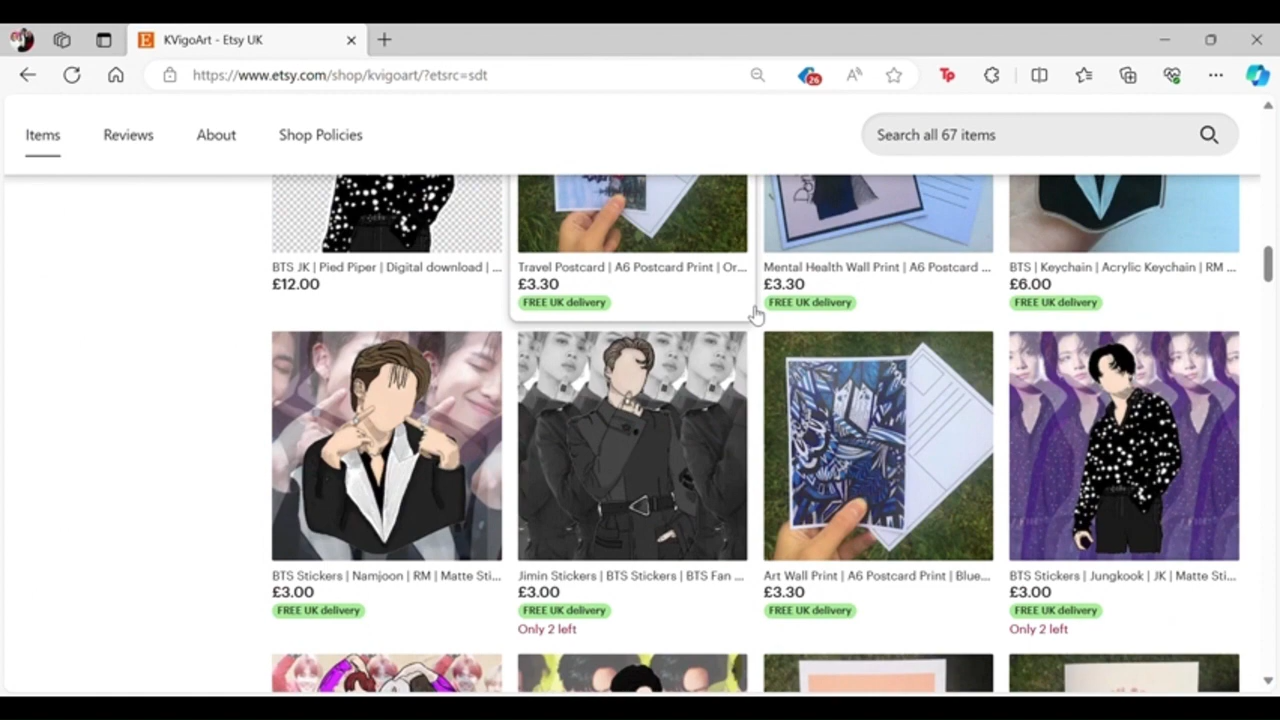 KVigoArt - Etsy UK
https://www.etsy.com/shop/kvigoart/?etsrc=sdt
26
Items Reviews About Shop Policies
Search all 67 items
BTS JK | Pied Piper | Digital download | ...
£12.00
Travel Postcard | A6 Postcard Print | Or...
£3.30
FREE UK delivery
Mental Health Wall Print | A6 Postcard ...
£3.30
FREE UK delivery
BTS | Keychain | Acrylic Keychain | RM ...
£6.00
FREE UK delivery
BTS Stickers | Namjoon | RM | Matte Sti...
£3.00
FREE UK delivery
Jimin Stickers | BTS Stickers | BTS Fan ...
£3.00
FREE UK delivery
Only 2 left
Art Wall Print | A6 Postcard Print | Blue...
£3.30
FREE UK delivery
BTS Stickers | Jungkook | JK | Matte Sti...
£3.00
FREE UK delivery
Only 2 left